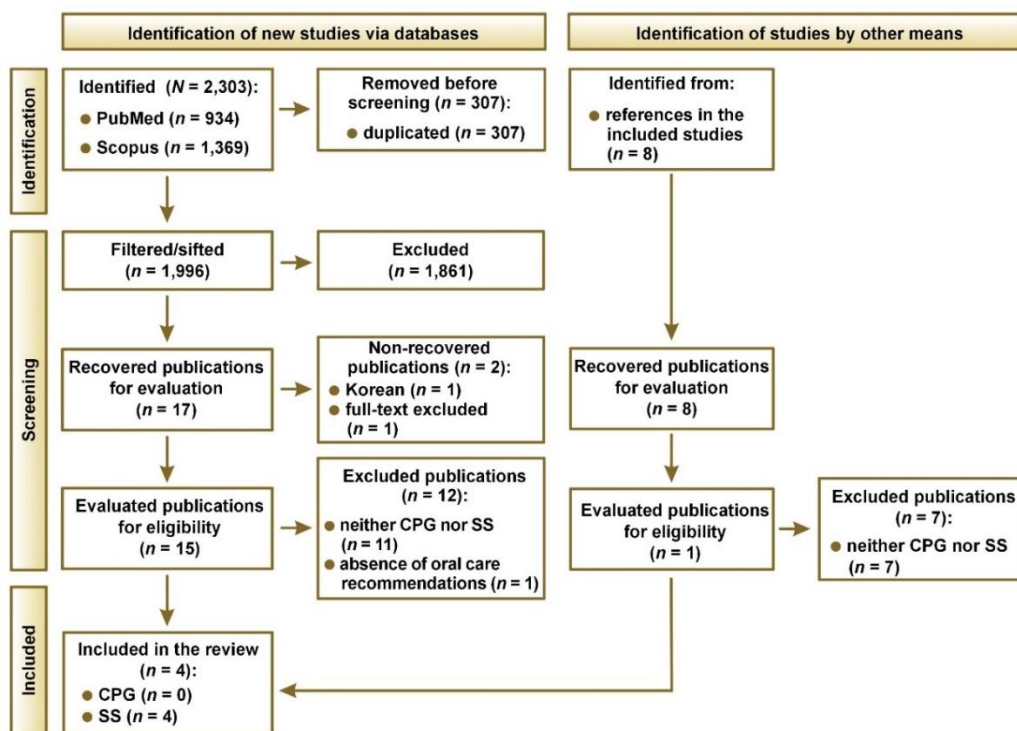 Identification of new studies via databases
Identification of studies by other means
Identification
Identified (N = 2,303):
● PubMed (n = 934)
● Scopus (n = 1,369)
Removed before
screening (n = 307):
● duplicated (n = 307)
Identified from:
● references in the
included studies
(n = 8)
Screening
Filtered/sifted
(n = 1,996)
Excluded
(n = 1,861)
Recovered publications
for evaluation
(n = 17)
Non-recovered
publications (n = 2):
● Korean (n = 1)
● full-text excluded
(n = 1)
Recovered publications
for evaluation
(n = 8)
Evaluated publications
for eligibility
(n = 15)
Excluded publications
(n = 12):
● neither CPG nor SS
(n = 11)
● absence of oral care
recommendations (n = 1)
Evaluated publications
for eligibility
(n = 1)
Excluded publications
(n = 7):
● neither CPG nor SS
(n = 7)
Included
Included in the review
(n = 4):
● CPG (n = 0)
● SS (n = 4)